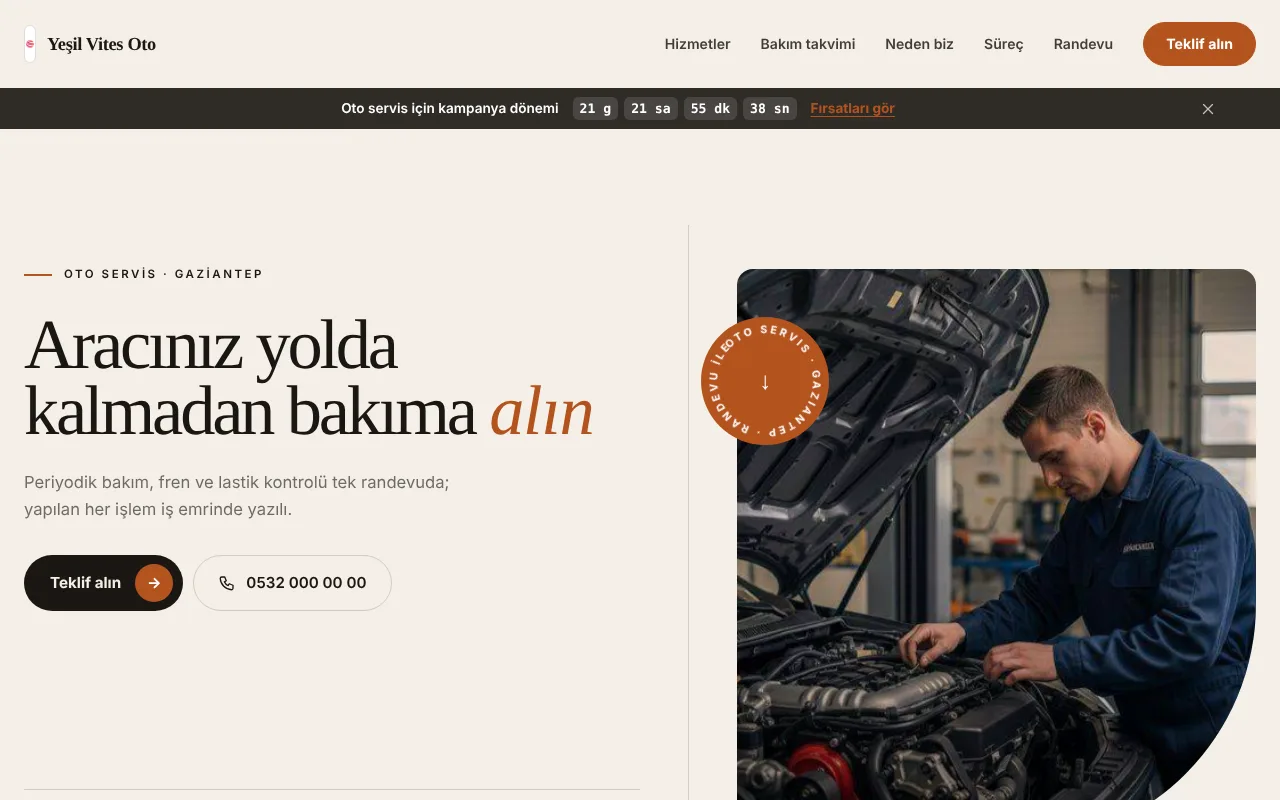 Yeşil Vites Oto
Hizmetler
Bakım takvimi
Neden biz
Süreç
Randevu
Teklif alın
Oto servis için kampanya dönemi
21 g
21 sa
55 dk
38 sn
Fırsatları gör
OTO SERVİS · GAZİANTEP
Aracınız yolda
kalmadan bakıma alın
Periyodik bakım, fren ve lastik kontrolü tek randevuda;
yapılan her işlem iş emrinde yazılı.
Teklif alın →
0532 000 00 00
OTO SERVIS · GAZIANTEP · RANDEVU İLE
↓